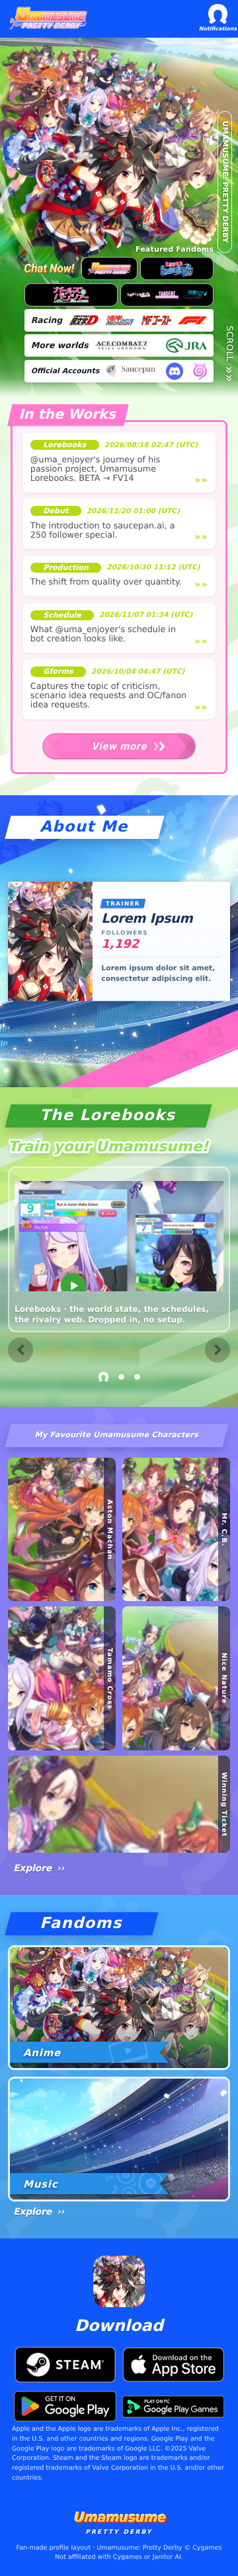 Umamusume
PRETTY DERBY
Notifications
UMAMUSUME: PRETTY DERBY
Featured Fandoms
Chat Now!
SCROLL
Racing
MFゴースト
F1
More worlds
ACE COMBAT
JRA
Official Accounts
Saucepan
In the Works
Lorebooks
2026/08/18 02:47 (UTC)
@uma_enjoyer's journey of his
passion project, Umamusume
Lorebooks. BETA → FV14
Debut
2026/11/20 01:00 (UTC)
The introduction to saucepan.ai, a
250 follower special.
Production
2026/10/30 11:12 (UTC)
The shift from quality over quantity.
Schedule
2026/11/07 01:34 (UTC)
What @uma_enjoyer's schedule in
bot creation looks like.
Gforms
2026/10/04 04:47 (UTC)
Captures the topic of criticism,
scenario idea requests and OC/fanon
idea requests.
View more
About Me
TRAINER
Lorem Ipsum
FOLLOWERS
1,192
Lorem ipsum dolor sit amet,
consectetur adipiscing elit.
The Lorebooks
Train your Umamusume!
Lorebooks · the world state, the schedules,
the rivalry web. Dropped in, no setup.
My Favourite Umamusume Characters
Aston Machan
Mr. C.B.
Tamamo Cross
Nice Nature
Winning Ticket
Explore ››
Fandoms
Anime
Music
Explore ››
Download
STEAM
Download on the
App Store
GET IT ON
Google Play
PLAY ON PC
Google Play Games
Apple and the Apple logo are trademarks of Apple Inc., registered
in the U.S. and other countries and regions. Google Play and the
Google Play logo are trademarks of Google LLC. ©2025 Valve
Corporation. Steam and the Steam logo are trademarks and/or
registered trademarks of Valve Corporation in the U.S. and/or other
countries.
Umamusume
PRETTY DERBY
Fan-made profile layout · Umamusume: Pretty Derby © Cygames
Not affiliated with Cygames or Janitor AI.